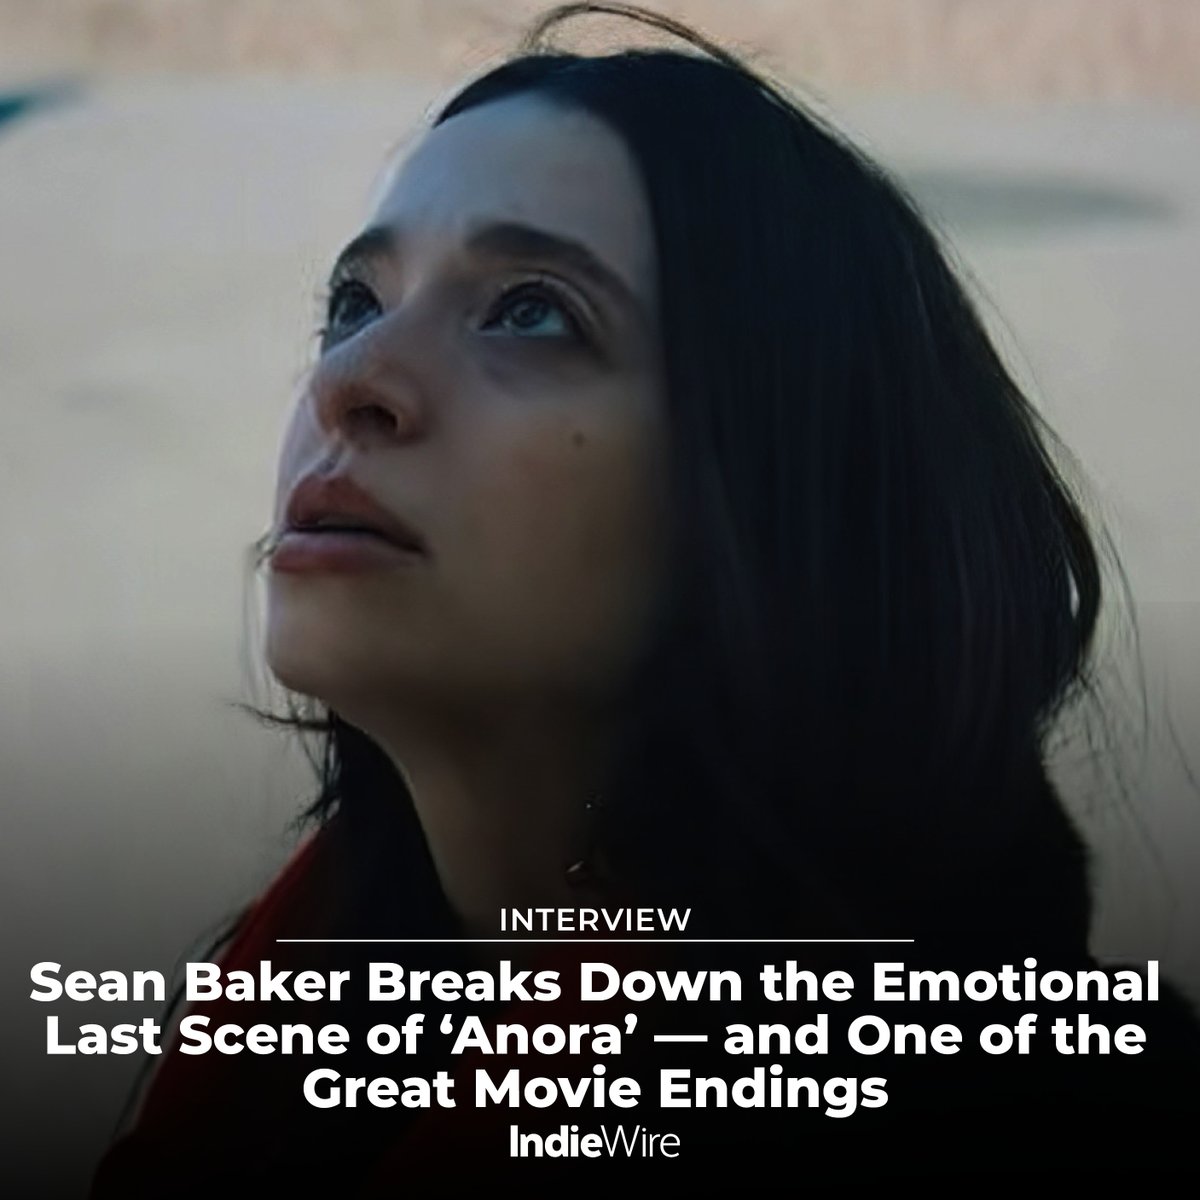 INTERVIEW
Sean Baker Breaks Down the Emotional
Last Scene of ‘Anora’ — and One of the
Great Movie Endings
IndieWire